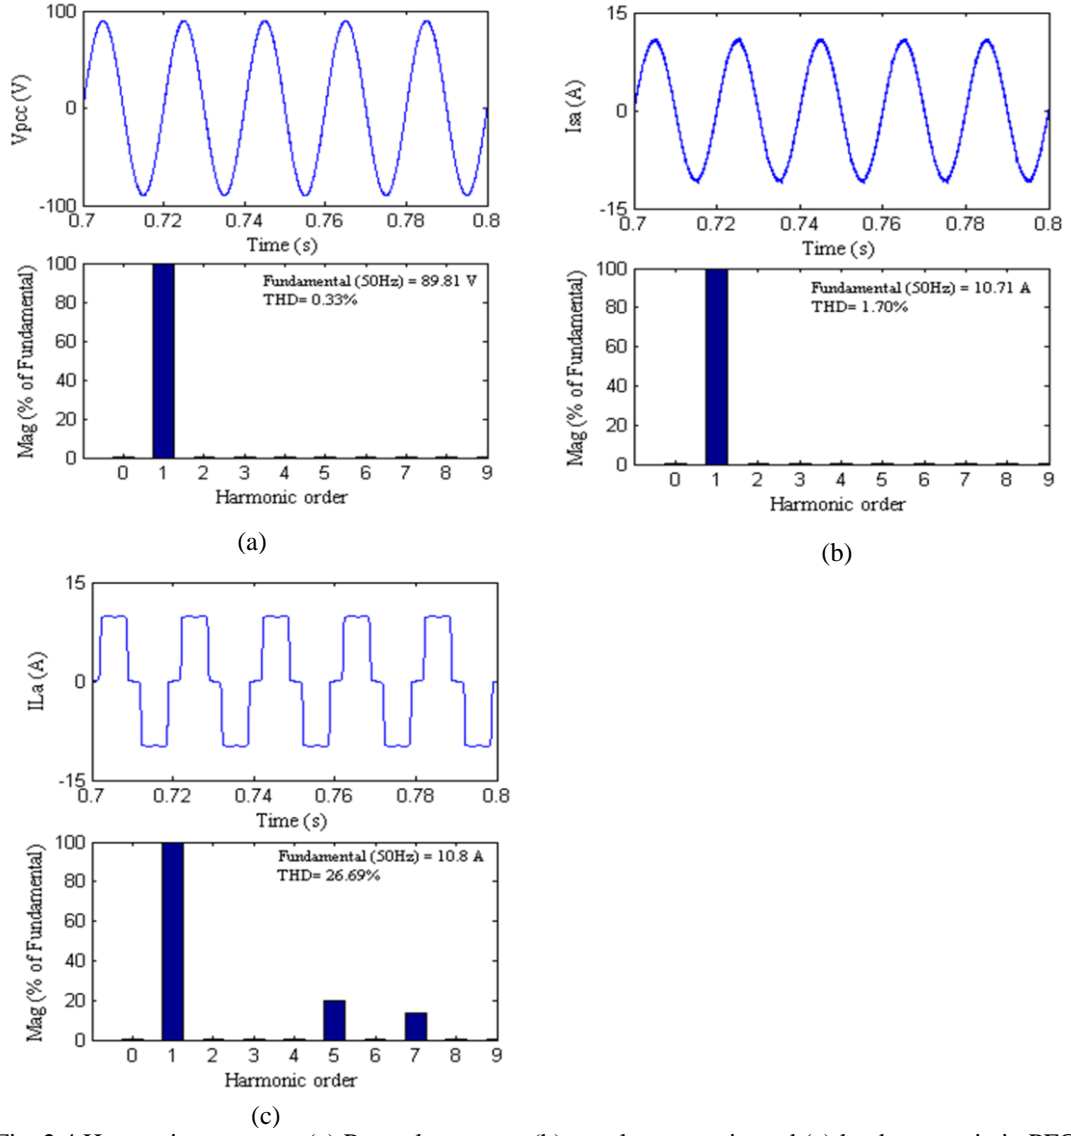 100
0
-100
Vpcc (V)
0.7 0.72 0.74 0.76 0.78 0.8
Time (s)
100
80
60
40
20
0
Mag (% of Fundamental)
Fundamental (50Hz) = 89.81 V
THD= 0.33%
0 1 2 3 4 5 6 7 8 9
Harmonic order
(a)
15
0
-15
Isa (A)
0.7 0.72 0.74 0.76 0.78 0.8
Time (s)
100
80
60
40
20
0
Mag (% of Fundamental)
Fundamental (50Hz) = 10.71 A
THD= 1.70%
0 1 2 3 4 5 6 7 8 9
Harmonic order
(b)
15
0
-15
ILa (A)
0.7 0.72 0.74 0.76 0.78 0.8
Time (s)
100
80
60
40
20
0
Mag (% of Fundamental)
Fundamental (50Hz) = 10.8 A
THD= 26.69%
0 1 2 3 4 5 6 7 8 9
Harmonic order
(c)
(a) (b) and (c) load in PFC